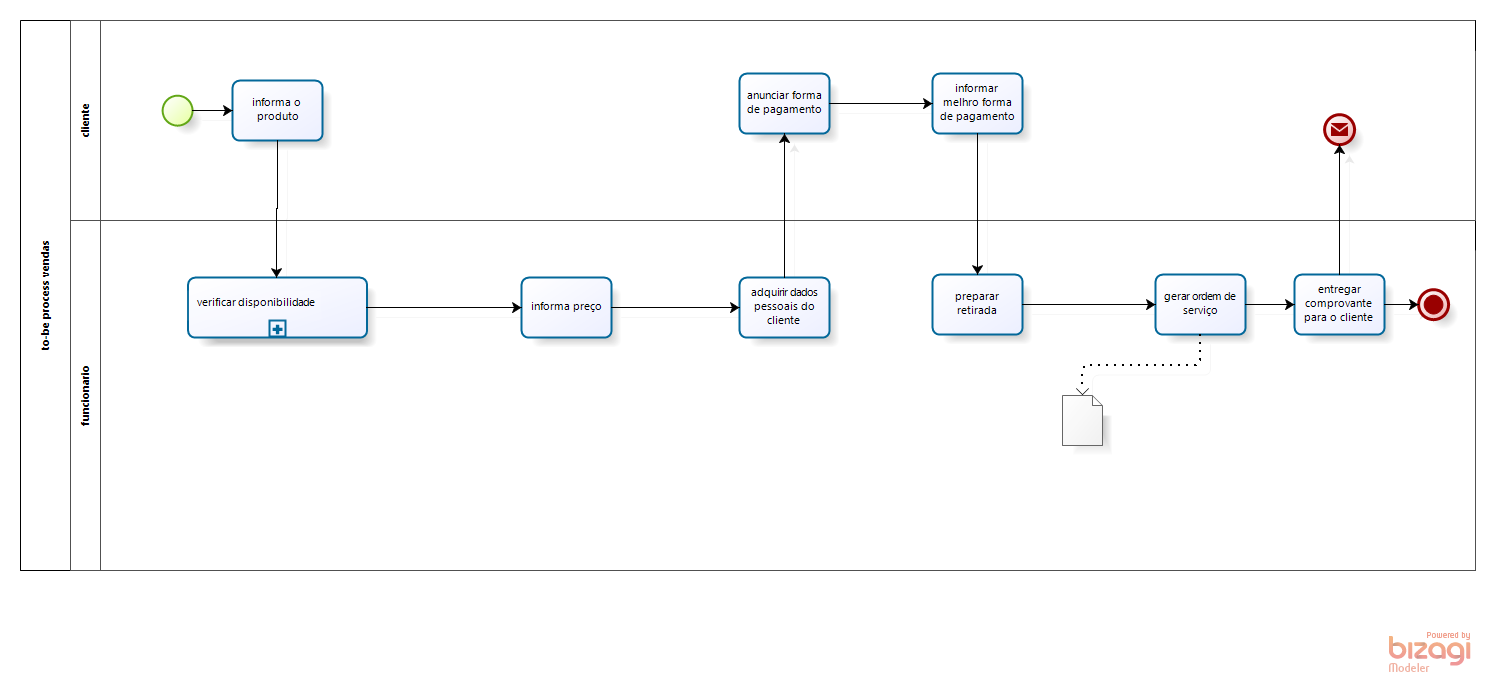 to-be process vendas
cliente
informa o
produto
anunciar forma
de pagamento
informar
melhro forma
de pagamento
funcionario
verificar disponibilidade
informa preço
adquirir dados
pessoais do
cliente
preparar
retirada
gerar ordem de
serviço
entregar
comprovante
para o cliente
Powered by
bizagi
Modeler